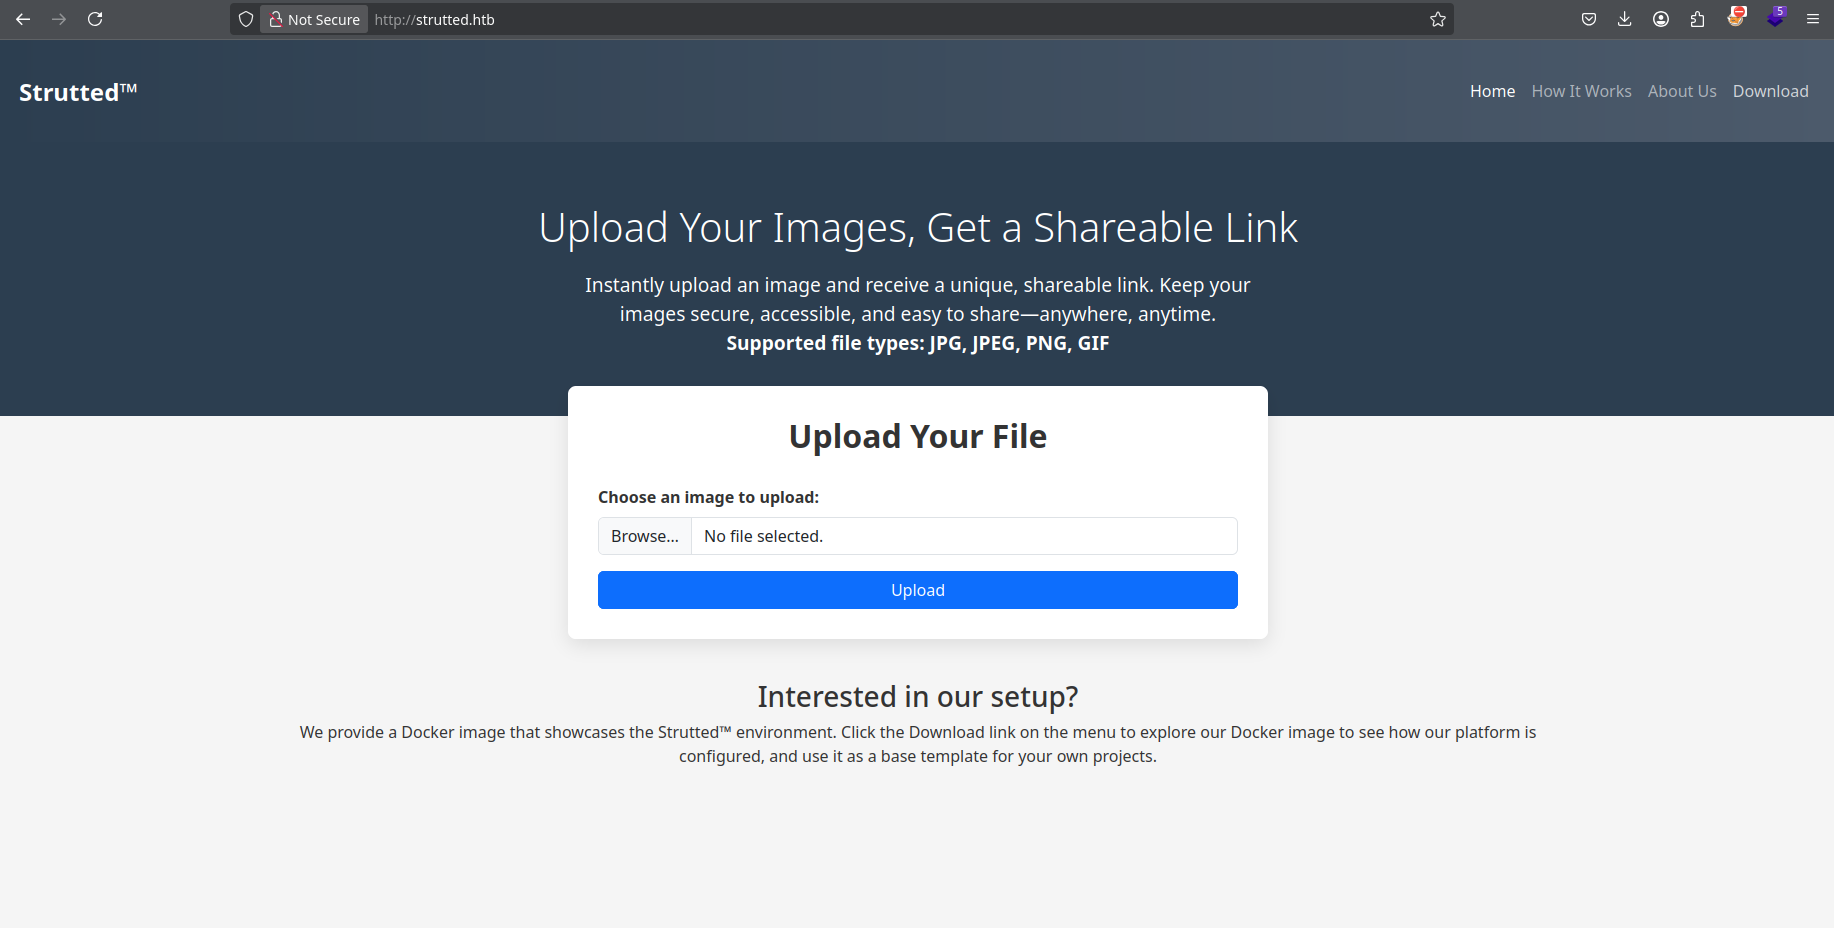 Not Secure http://strutted.htb
5
Strutted™
Home How It Works About Us Download
Upload Your Images, Get a Shareable Link
Instantly upload an image and receive a unique, shareable link. Keep your
images secure, accessible, and easy to share—anywhere, anytime.
Supported file types: JPG, JPEG, PNG, GIF
Upload Your File
Choose an image to upload:
Browse... No file selected.
Upload
Interested in our setup?
We provide a Docker image that showcases the Strutted™ environment. Click the Download link on the menu to explore our Docker image to see how our platform is
configured, and use it as a base template for your own projects.